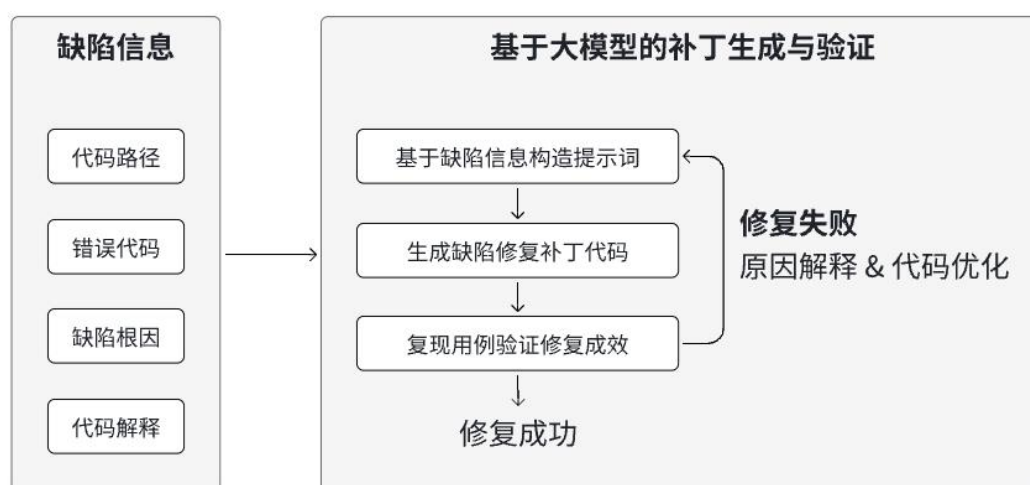 缺陷信息
代码路径
错误代码
缺陷根因
代码解释
基于大模型的补丁生成与验证
基于缺陷信息构造提示词
生成缺陷修复补丁代码
复现用例验证修复成效
修复成功
修复失败
原因解释 & 代码优化